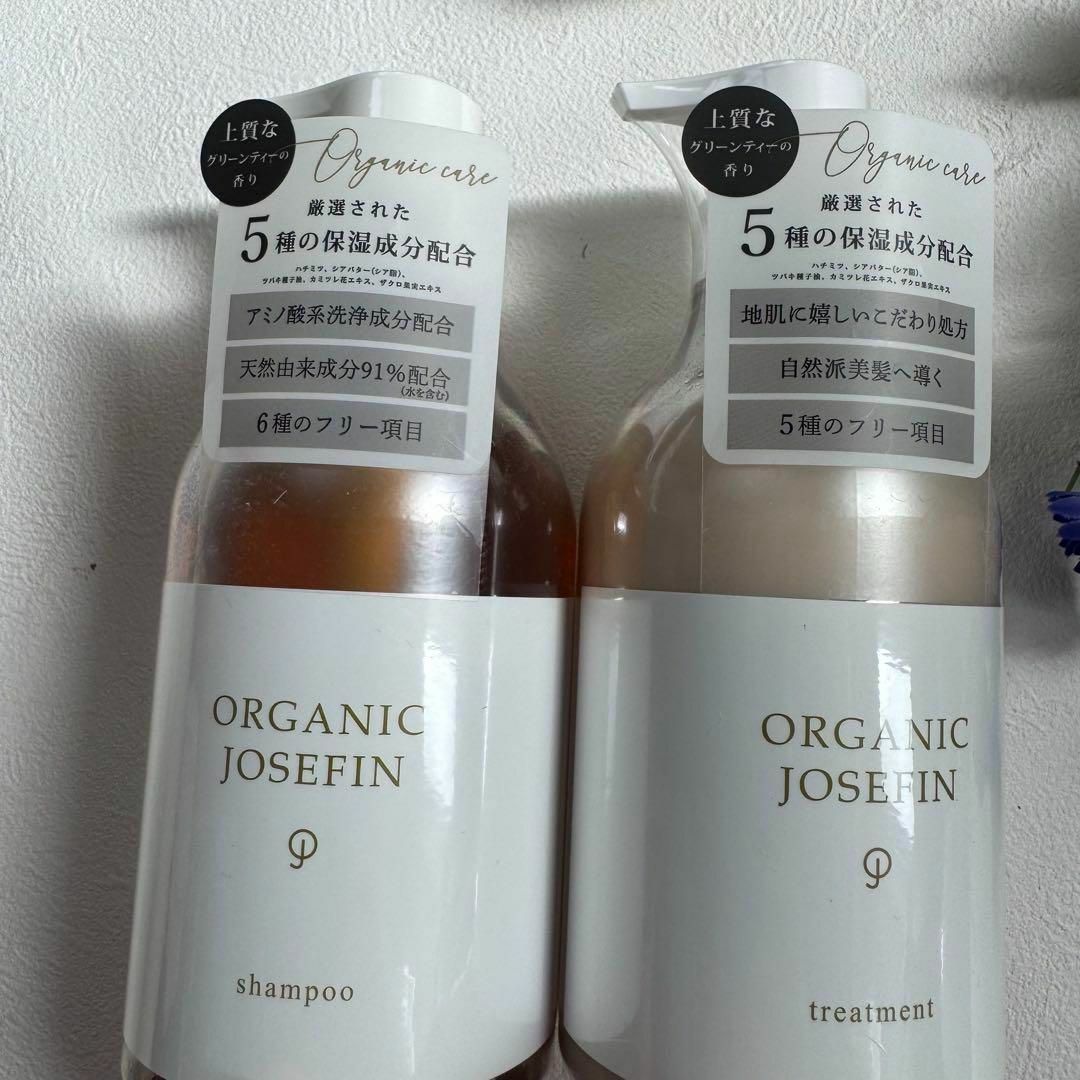 上質な
グリーンティーの
香り
Organic care
厳選された
5種の保湿成分配合
ハチミツ、シアバター(シア脂)、
ツバキ種子油、カミツレ花エキス、ザクロ果実エキス
アミノ酸系洗浄成分配合
天然由来成分91%配合
(水を含む)
6種のフリー項目
ORGANIC
JOSEFIN
shampoo
上質な
グリーンティーの
香り
Organic care
厳選された
5種の保湿成分配合
ハチミツ、シアバター(シア脂)、
ツバキ種子油、カミツレ花エキス、ザクロ果実エキス
地肌に嬉しいこだわり処方
自然派美髪へ導く
5種のフリー項目
ORGANIC
JOSEFIN
treatment